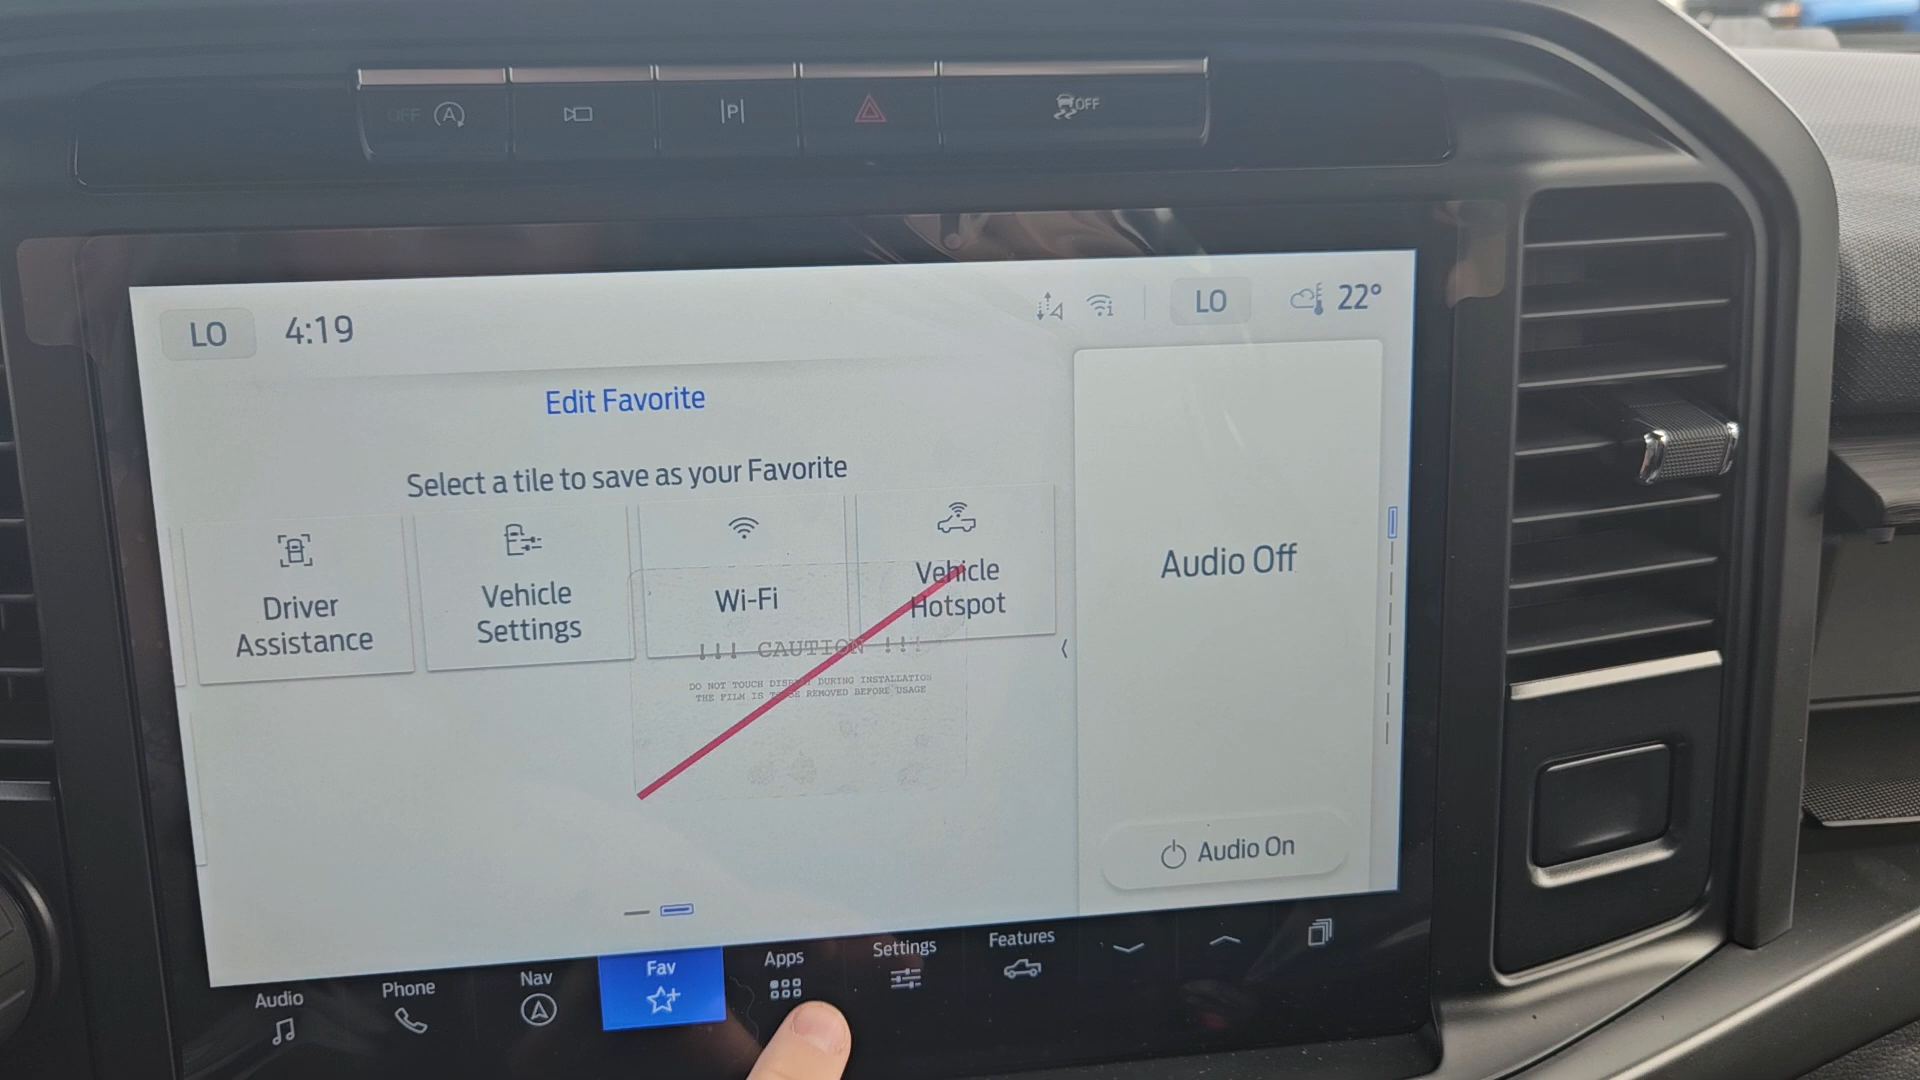 OFF
|P|
OFF
LO
4:19
LO
22°
Edit Favorite
Select a tile to save as your Favorite
Driver
Assistance
Vehicle
Settings
Wi-Fi
Vehicle
Hotspot
Audio Off
!!! CAUTION !!!
DO NOT TOUCH DISPLAY DURING INSTALLATION
THE FILM IS TO BE REMOVED BEFORE USAGE
Audio On
Audio
Phone
Nav
Fav
Apps
Settings
Features